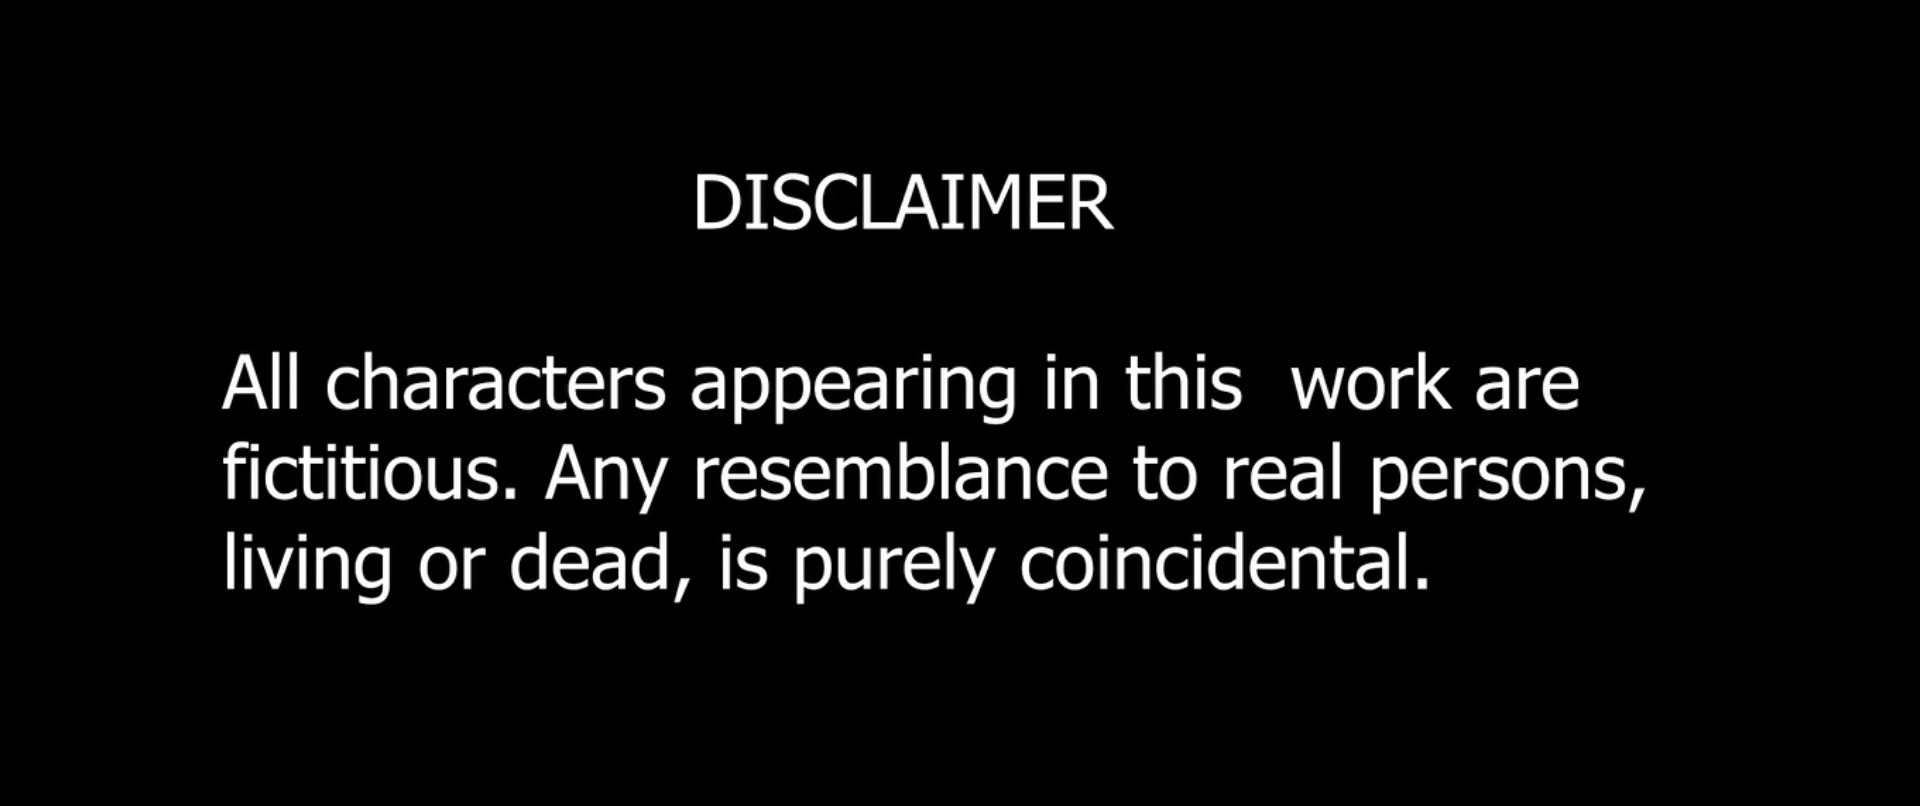 DISCLAIMER
All characters appearing in this  work are
fictitious. Any resemblance to real persons,
living or dead, is purely coincidental.